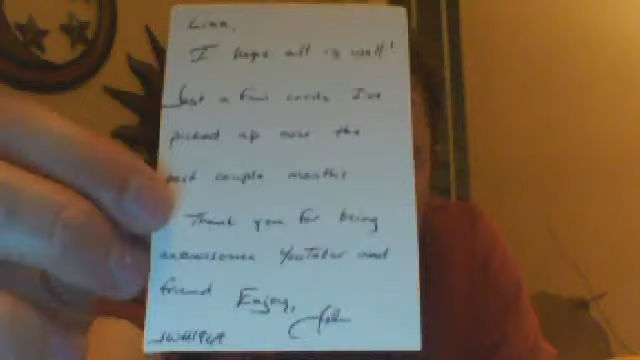 I hope all is well!
Just a few cards I've
picked up over the
past couple months
Thank you for being
an awesome YouTuber and
friend
Enjoy,
John